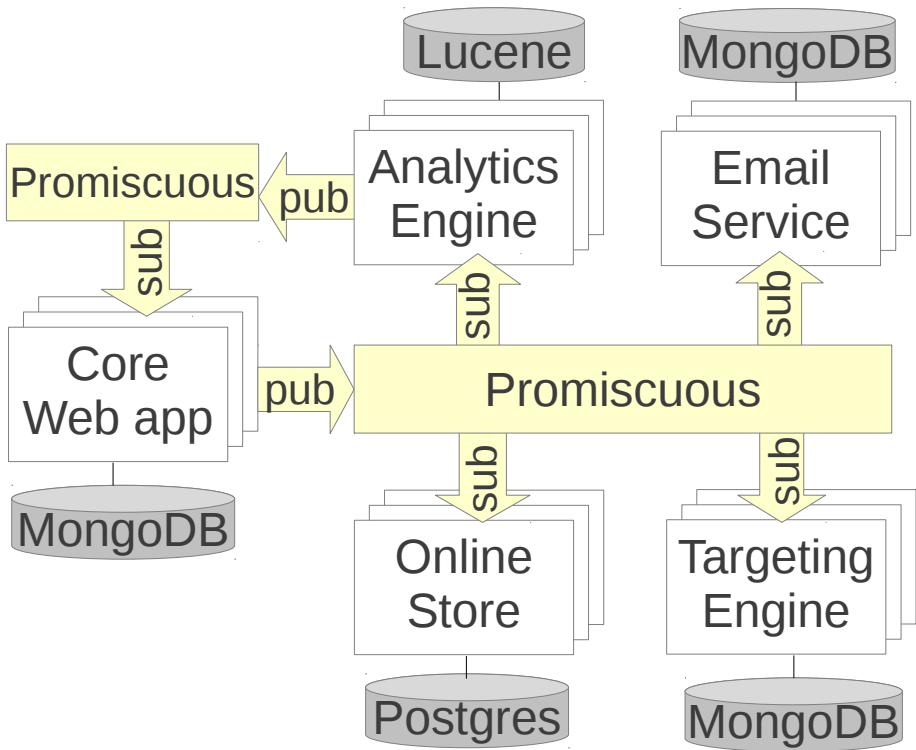 Lucene
MongoDB
Promiscuous
pub
Analytics
Engine
Email
Service
sub
sub
sub
Core
Web app
pub
Promiscuous
MongoDB
sub
sub
Online
Store
Targeting
Engine
Postgres
MongoDB